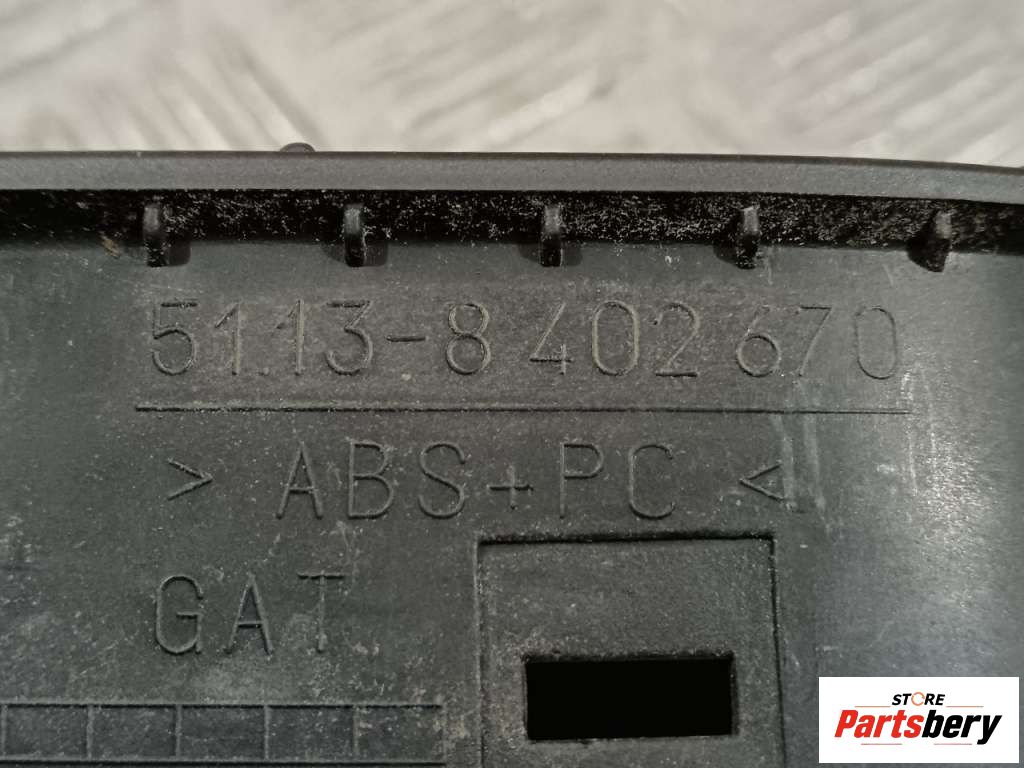 51.13-8 402 670
> ABS+PC <
GAT
STORE
Partsbery